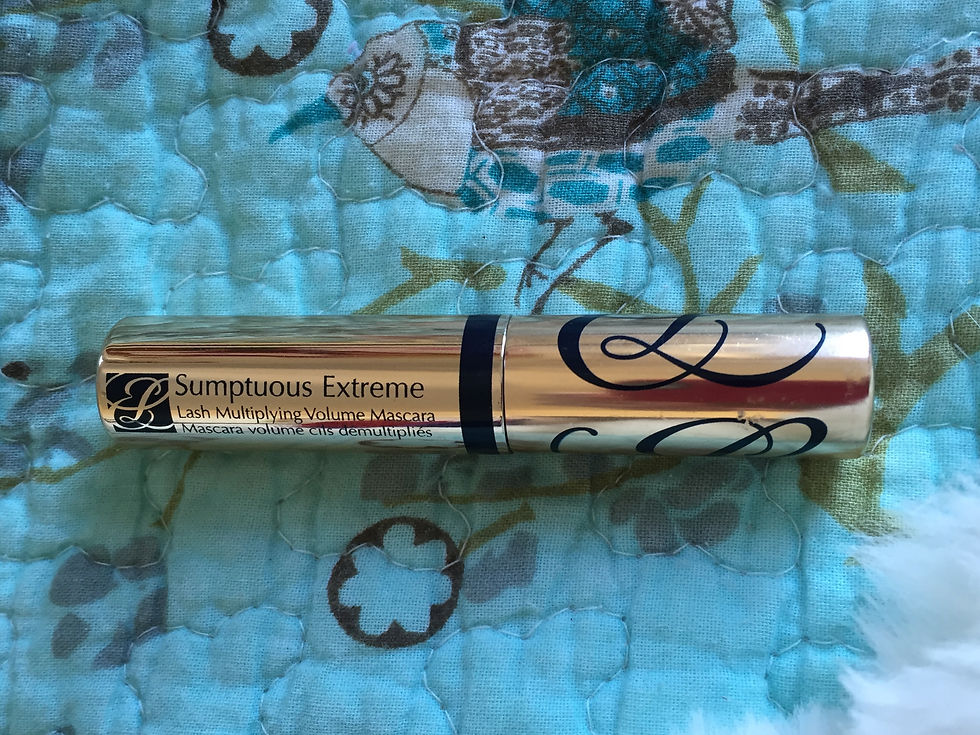 Sumptuous Extreme
Lash Multiplying Volume Mascara
Mascara volume cils démultipliés